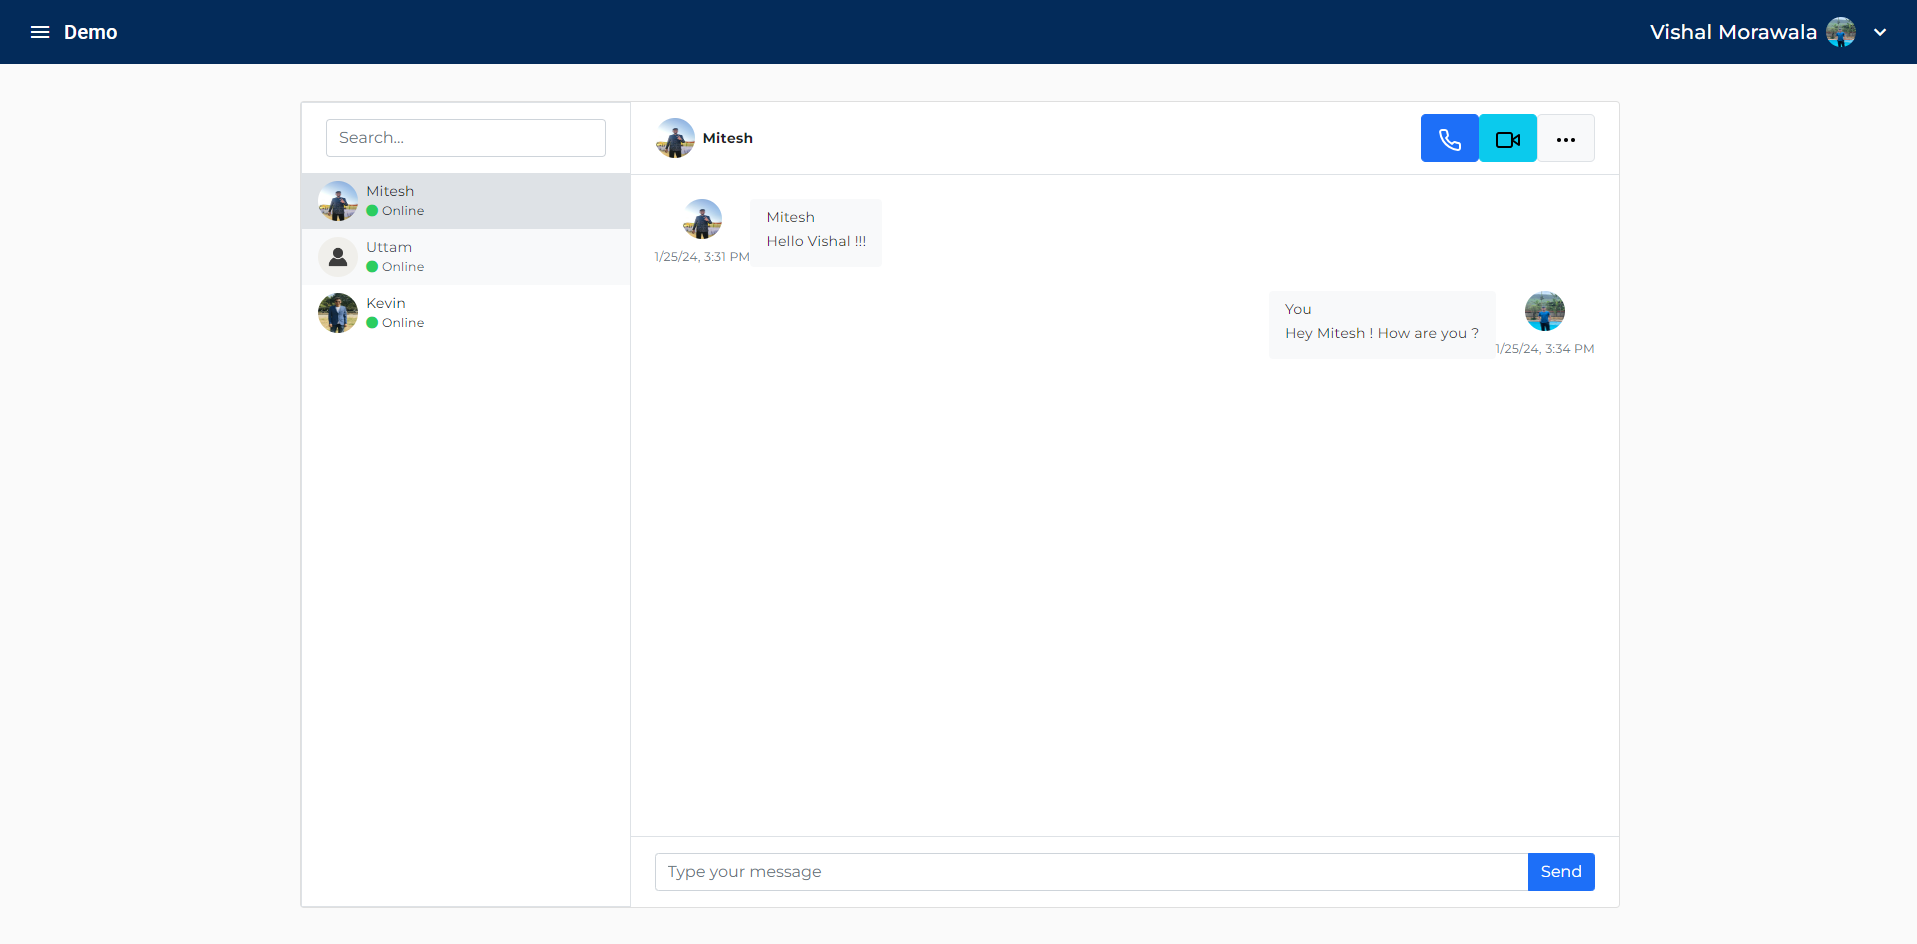 Demo
Vishal Morawala
Search...
Mitesh
Online
Uttam
Online
Kevin
Online
Mitesh
Mitesh
Hello Vishal !!!
1/25/24, 3:31 PM
You
Hey Mitesh ! How are you ?
1/25/24, 3:34 PM
Type your message
Send